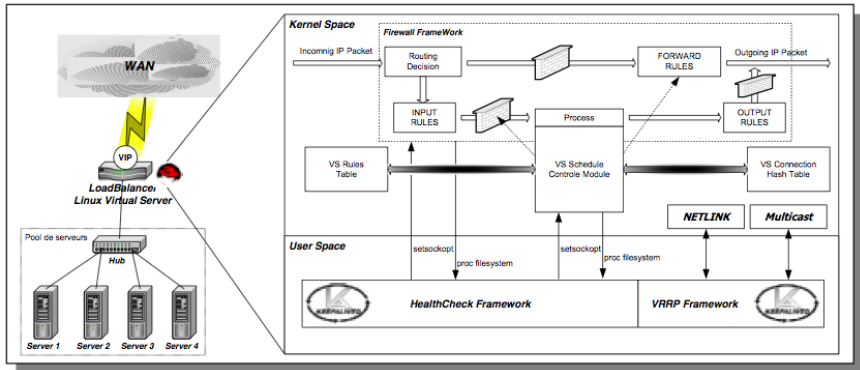 WAN
VIP
LoadBalance.
Linux Virtual Server
Pool de serveurs
Hub
Server 1
Server 2
Server 3
Server 4
Kernel Space
Firewall FrameWork
Incomnig IP Packet
Routing
Decision
FORWARD
RULES
Outgoing IP Packet
INPUT
RULES
Process
OUTPUT
RULES
VS Rules
Table
VS Schedule
Controle Module
VS Connection
Hash Table
NETLINK
Multicast
User Space
setsockopt
proc filesystem
setsockopt
proc filesystem
HealthCheck Framework
VRRP Framework